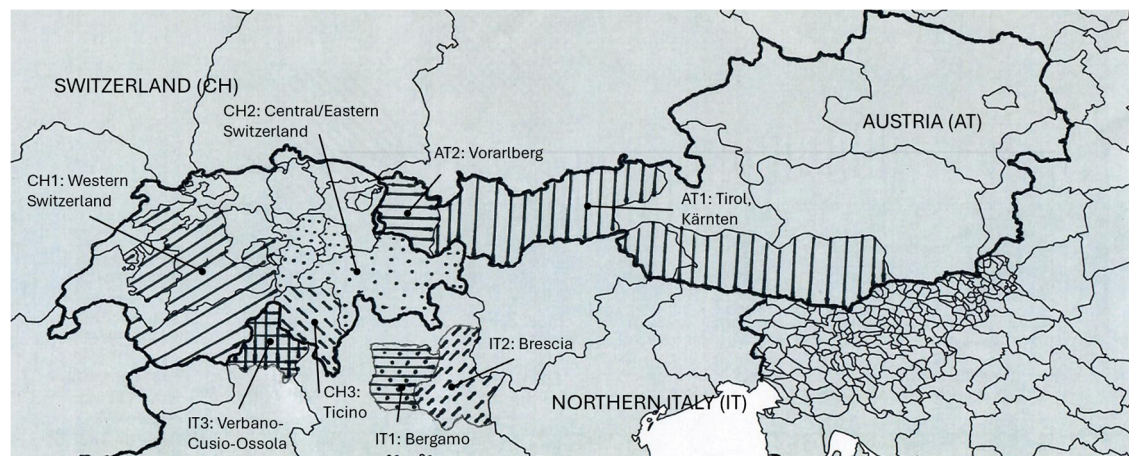 SWITZERLAND (CH)
CH2: Central/Eastern
Switzerland
AUSTRIA (AT)
AT2: Vorarlberg
CH1: Western
Switzerland
AT1: Tirol,
Kärnten
IT2: Brescia
CH3:
Ticino
NORTHERN ITALY (IT)
IT3: Verbano-
Cusio-Ossola
IT1: Bergamo